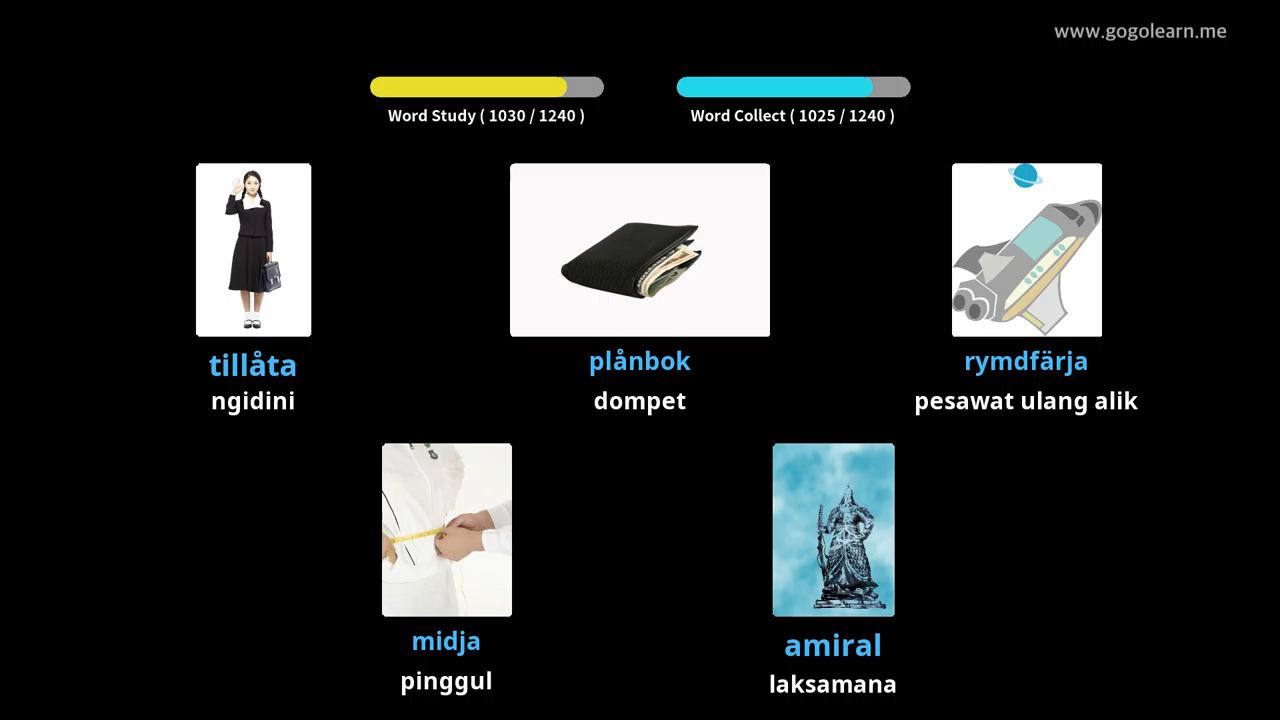 www.gogolearn.me
Word Study ( 1030 / 1240 )
Word Collect ( 1025 / 1240 )
tillåta
ngidini
plånbok
dompet
rymdfärja
pesawat ulang alik
midja
pinggul
amiral
laksamana